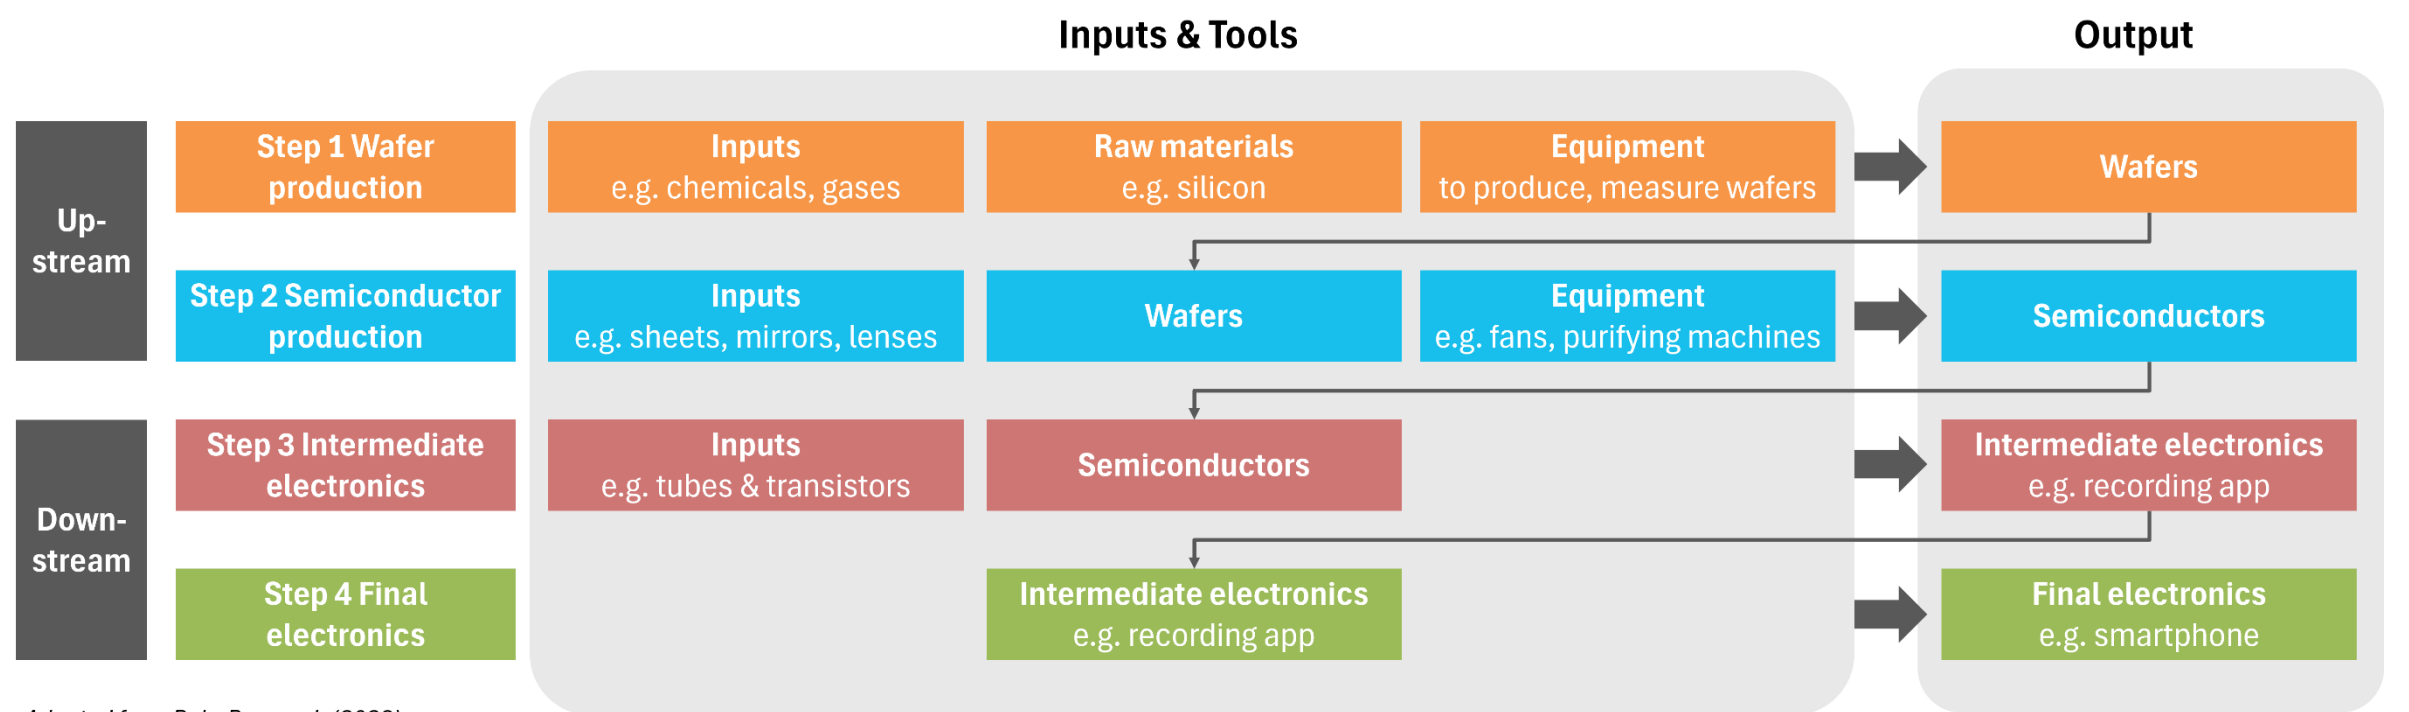 Inputs & Tools
Output
Up-
stream
Step 1 Wafer
production
Inputs
e.g. chemicals, gases
Raw materials
e.g. silicon
Equipment
to produce, measure wafers
Wafers
Step 2 Semiconductor
production
Inputs
e.g. sheets, mirrors, lenses
Wafers
Equipment
e.g. fans, purifying machines
Semiconductors
Down-
stream
Step 3 Intermediate
electronics
Inputs
e.g. tubes & transistors
Semiconductors
Intermediate electronics
e.g. recording app
Step 4 Final
electronics
Intermediate electronics
e.g. recording app
Final electronics
e.g. smartphone